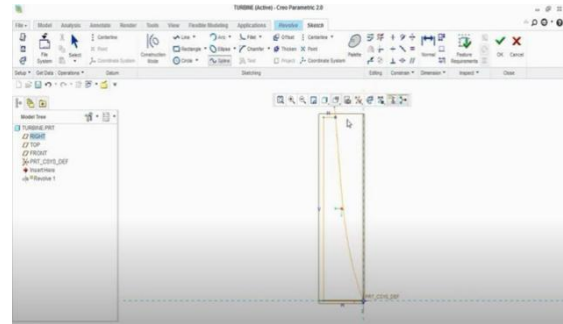 TURBINE (Active) - Creo Parametric 2.0
File Model Analysis Annotate Render Tools View Flexible Modeling Applications Revolve Sketch
Centerline Line Arc Fillet Offset Centerline
File System Select Point Construction Mode Rectangle Ellipse Chamfer Thicken Point Palette Normal Feature Requirements OK Cancel
Coordinate System Circle Spline Text Project Coordinate System
Setup Get Data Operations Datum Sketching Editing Constrain Dimension Inspect Close
Model Tree
TURBINE.PRT
RIGHT
TOP
FRONT
PRT_CSYS_DEF
Insert Here
Revolve 1
PRT_CSYS_DEF